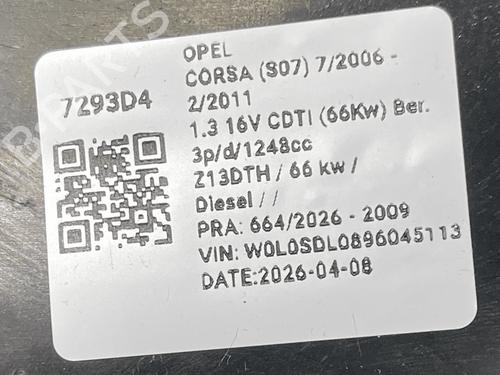 B-PARTS
7293D4
OPEL
CORSA (S07) 7/2006 -
2/2011
1.3 16V CDTI (66Kw) Ber.
3p/d/1248cc
Z13DTH / 66 kw /
Diesel / /
PRA: 664/2026 - 2009
VIN: W0L0SDL0896045113
DATE:2026-04-08